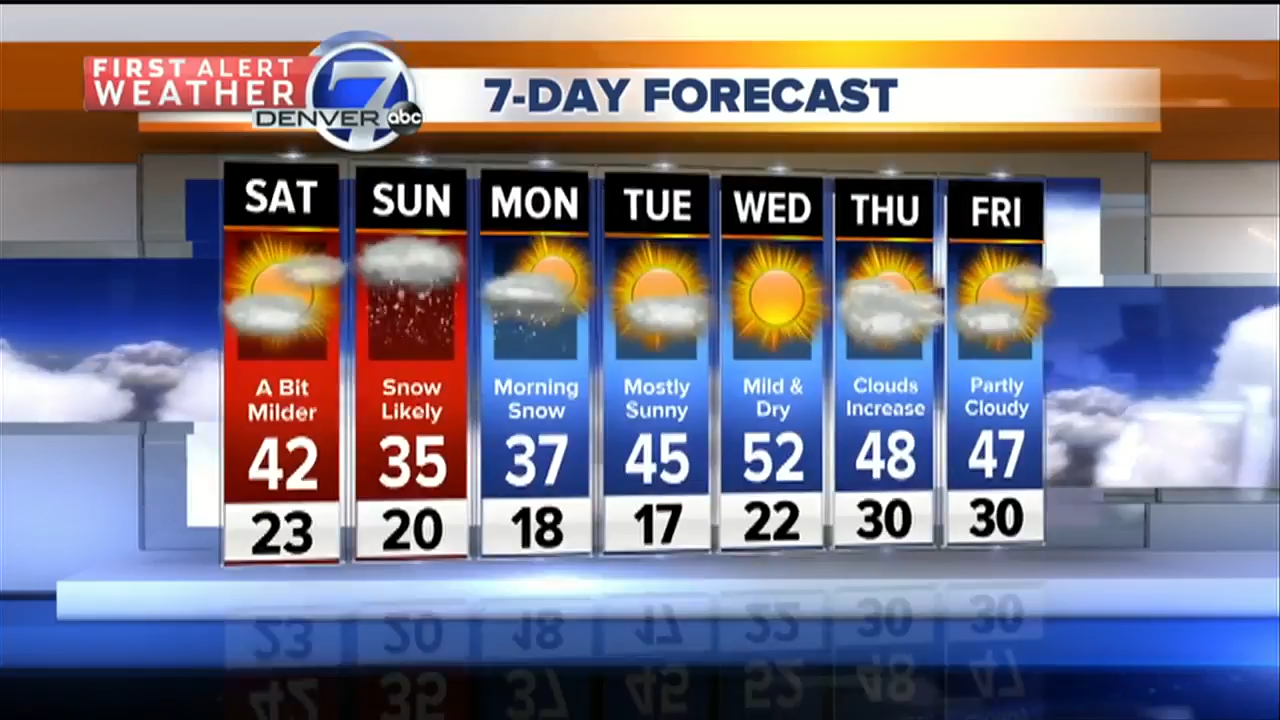 FIRST ALERT
WEATHER
7
DENVER
abc
7-DAY FORECAST
SAT SUN MON TUE WED THU FRI
A Bit Snow Morning Mostly Mild & Clouds Partly
Milder Likely Snow Sunny Dry Increase Cloudy
42 35 37 45 52 48 47
23 20 18 17 22 30 30